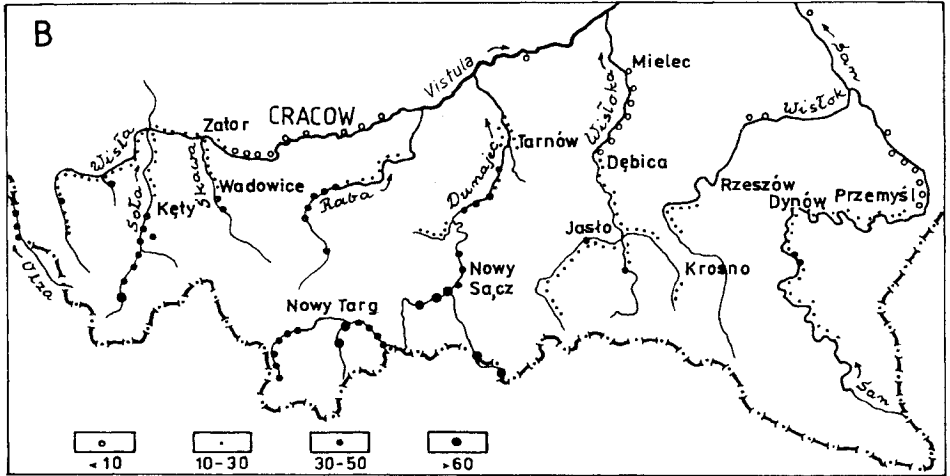 B
San
Vistula
Mielec
CRACOW
Wisłok
Zator
Wisłoka
Wisła
Tarnów
Skawa
Dunajec
Dębica
Wadowice
Soła
Kęty
Raba
Rzeszów
Dynów
Przemyśl
Jasło
Olza
Krosno
Nowy
Sącz
Nowy Targ
San
<10
10-30
30-50
>60